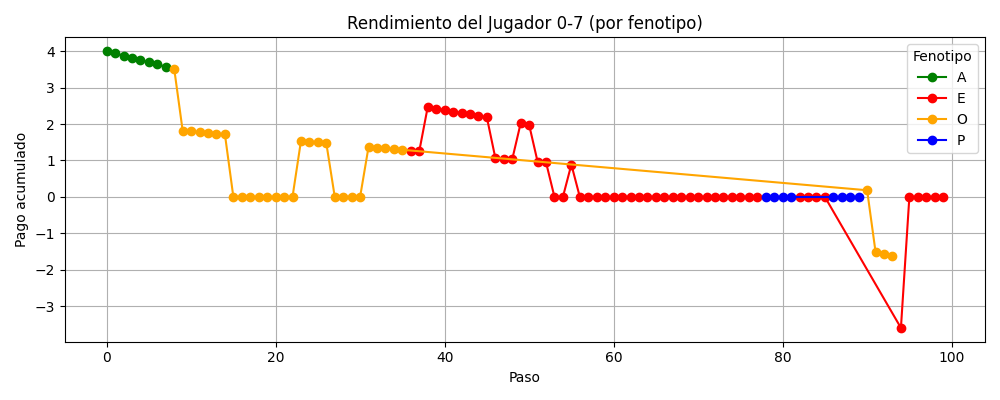 Rendimiento del Jugador 0-7 (por fenotipo)
Pago acumulado
4
3
2
1
0
−1
−2
−3
Fenotipo
A
E
O
P
0
20
40
60
80
100
Paso